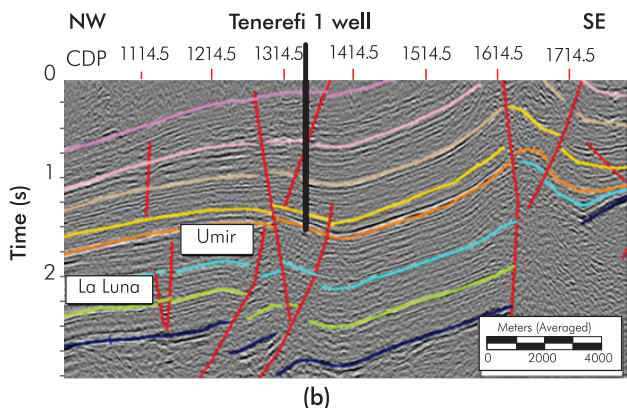 NW Tenerefi 1 well SE
CDP 1114.5 1214.5 1314.5 1414.5 1514.5 1614.5 1714.5
0
1
Time (s)
Umir
2
La Luna
Meters (Averaged)
0 2000 4000
(b)